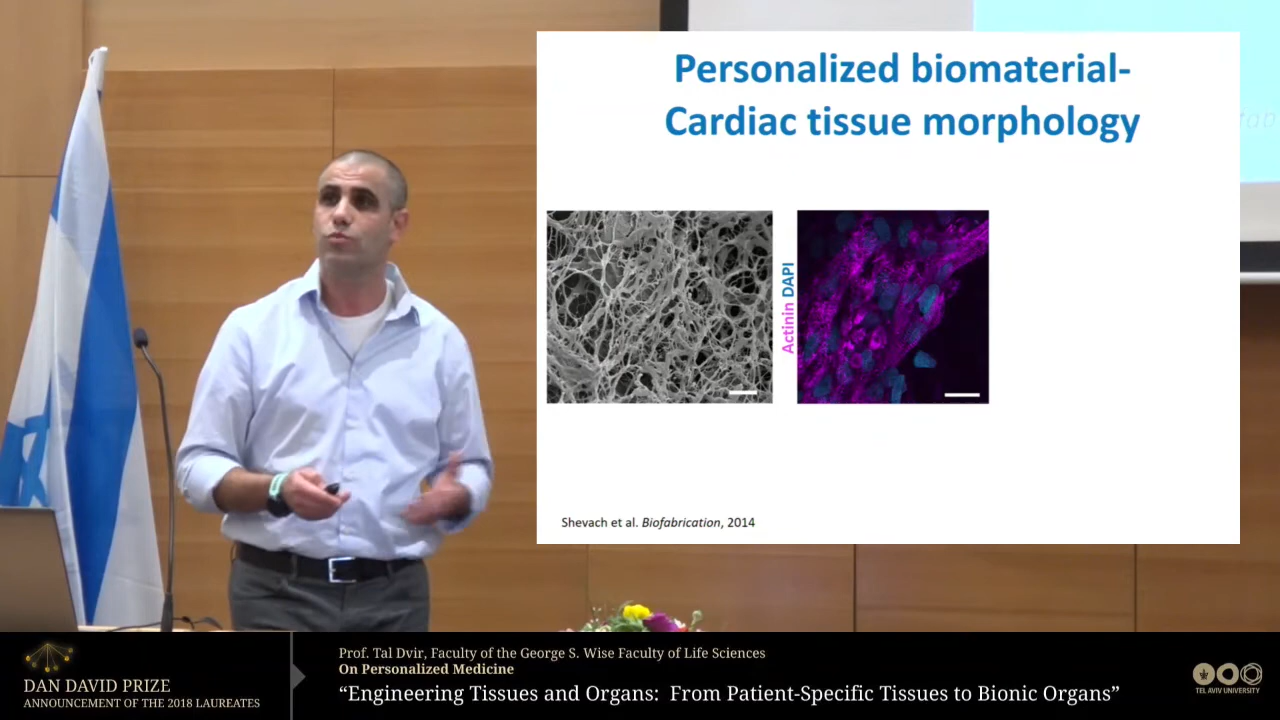 Personalized biomaterial-
Cardiac tissue morphology
Actinin DAPI
Shevach et al. Biofabrication, 2014
DAN DAVID PRIZE
ANNOUNCEMENT OF THE 2018 LAUREATES
Prof. Tal Dvir, Faculty of the George S. Wise Faculty of Life Sciences
On Personalized Medicine
“Engineering Tissues and Organs: From Patient-Specific Tissues to Bionic Organs”
TEL AVIV UNIVERSITY